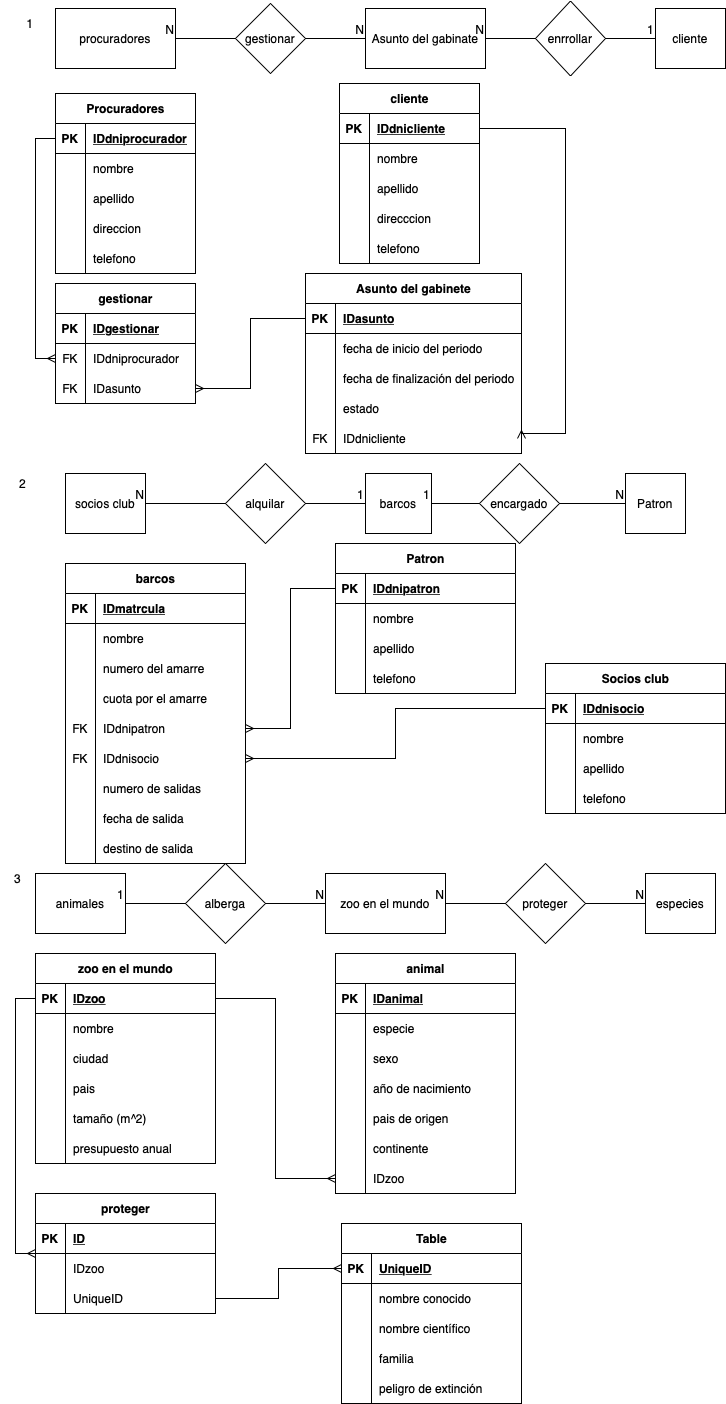 1
procuradores
N
gestionar
N
Asunto del gabinate
N
enrrollar
1
cliente
Procuradores
PK IDdniprocurador
nombre
apellido
direccion
telefono
cliente
PK IDdnicliente
nombre
apellido
direcccion
telefono
gestionar
PK IDgestionar
FK IDdniprocurador
FK IDasunto
Asunto del gabinete
PK IDasunto
fecha de inicio del periodo
fecha de finalización del periodo
estado
FK IDdnicliente
2
socios club
N
alquilar
1
barcos
1
encargado
N
Patron
barcos
PK IDmatrcula
nombre
numero del amarre
cuota por el amarre
FK IDdnipatron
FK IDdnisocio
numero de salidas
fecha de salida
destino de salida
Patron
PK IDdnipatron
nombre
apellido
telefono
Socios club
PK IDdnisocio
nombre
apellido
telefono
3
animales
1
alberga
N
zoo en el mundo
N
proteger
N
especies
zoo en el mundo
PK IDzoo
nombre
ciudad
pais
tamaño (m^2)
presupuesto anual
animal
PK IDanimal
especie
sexo
año de nacimiento
pais de origen
continente
IDzoo
proteger
PK ID
IDzoo
UniqueID
Table
PK UniqueID
nombre conocido
nombre científico
familia
peligro de extinción